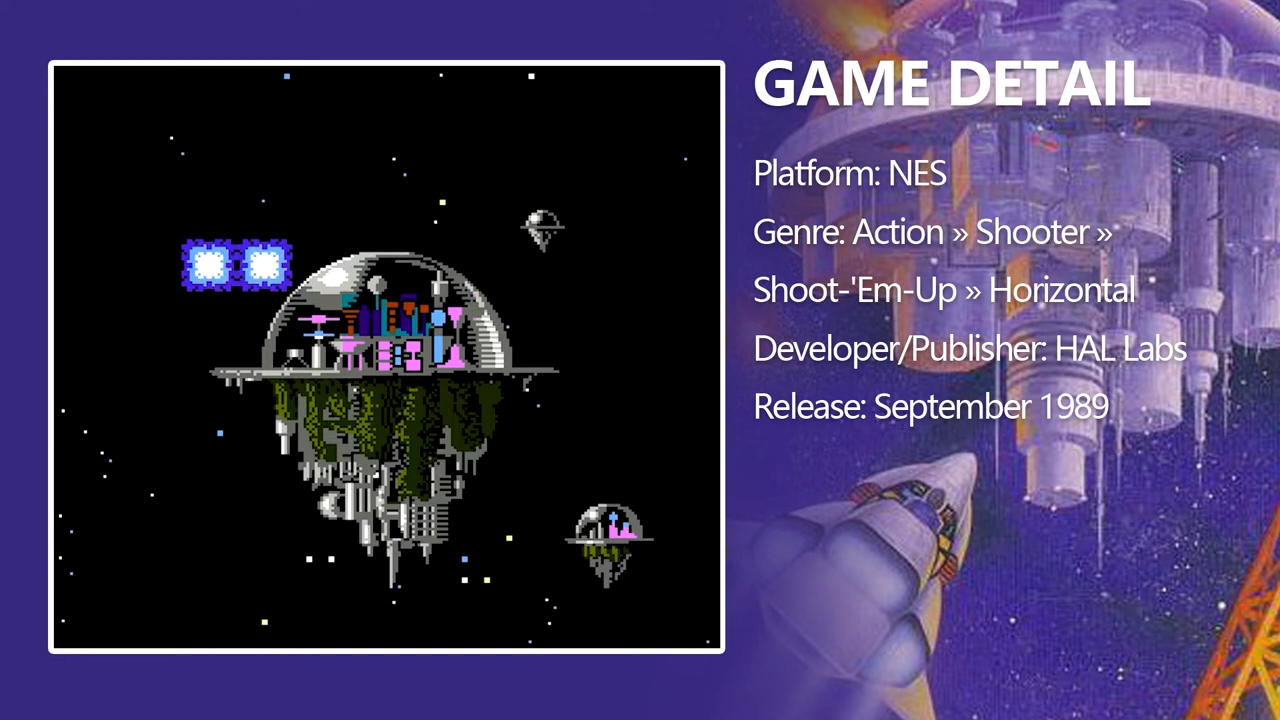 GAME DETAIL
Platform: NES
Genre: Action » Shooter »
Shoot-'Em-Up » Horizontal
Developer/Publisher: HAL Labs
Release: September 1989